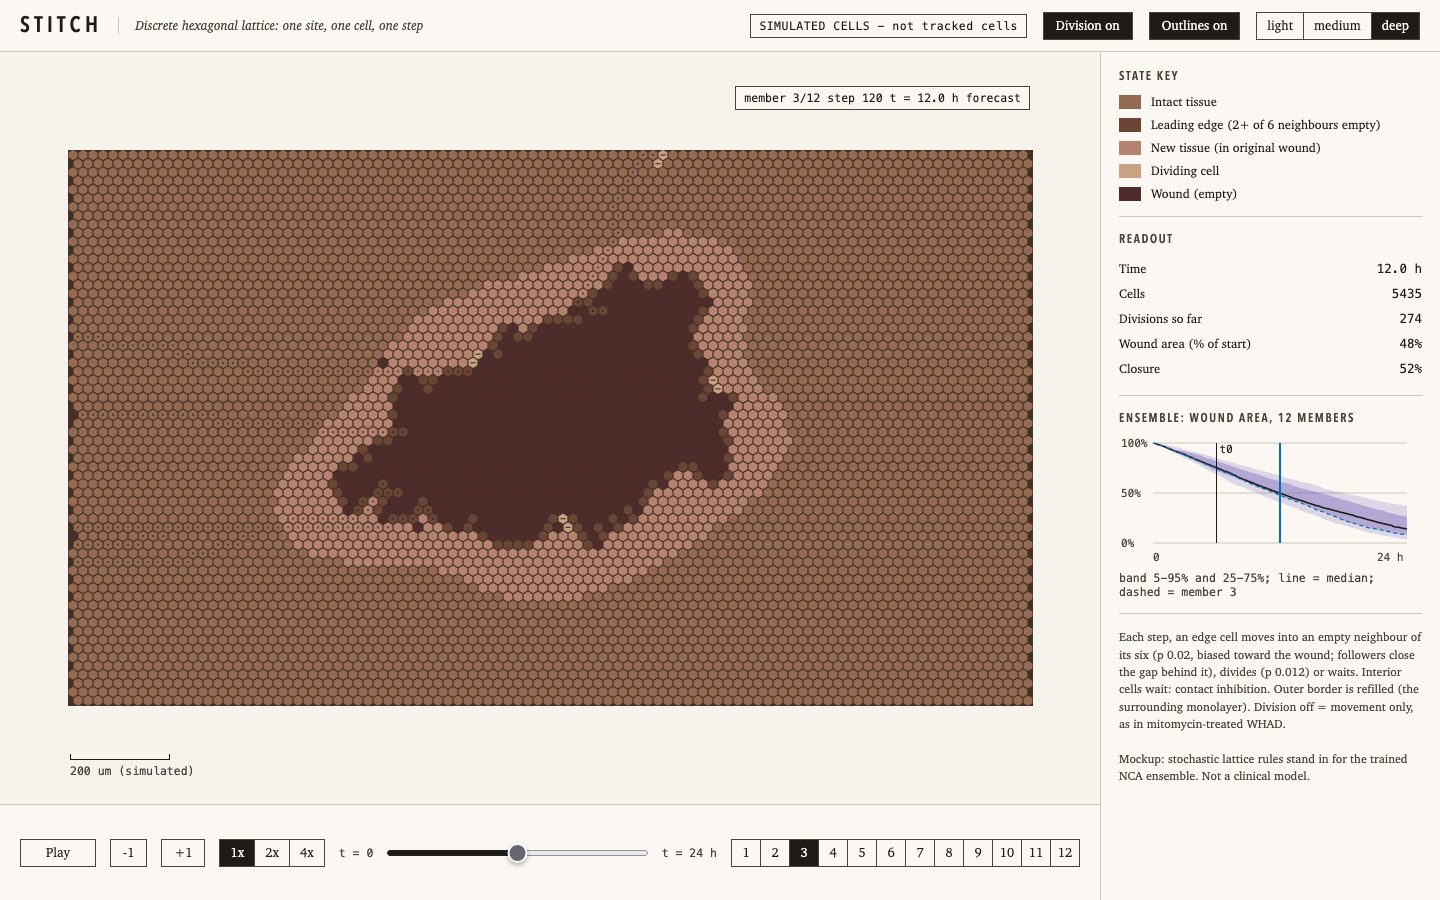 STITCH
Discrete hexagonal lattice: one site, one cell, one step
SIMULATED CELLS – not tracked cells
Division on
Outlines on
light medium deep
member 3/12 step 120 t = 12.0 h forecast
200 um (simulated)
STATE KEY
Intact tissue
Leading edge (2+ of 6 neighbours empty)
New tissue (in original wound)
Dividing cell
Wound (empty)
READOUT
Time 12.0 h
Cells 5435
Divisions so far 274
Wound area (% of start) 48%
Closure 52%
ENSEMBLE: WOUND AREA, 12 MEMBERS
100%
t0
50%
0%
0 24 h
band 5–95% and 25–75%; line = median;
dashed = member 3
Each step, an edge cell moves into an empty neighbour of
its six (p 0.02, biased toward the wound; followers close
the gap behind it), divides (p 0.012) or waits. Interior
cells wait: contact inhibition. Outer border is refilled (the
surrounding monolayer). Division off = movement only,
as in mitomycin-treated WHAD.
Mockup: stochastic lattice rules stand in for the trained
NCA ensemble. Not a clinical model.
Play -1 +1 1x 2x 4x t = 0 t = 24 h 1 2 3 4 5 6 7 8 9 10 11 12